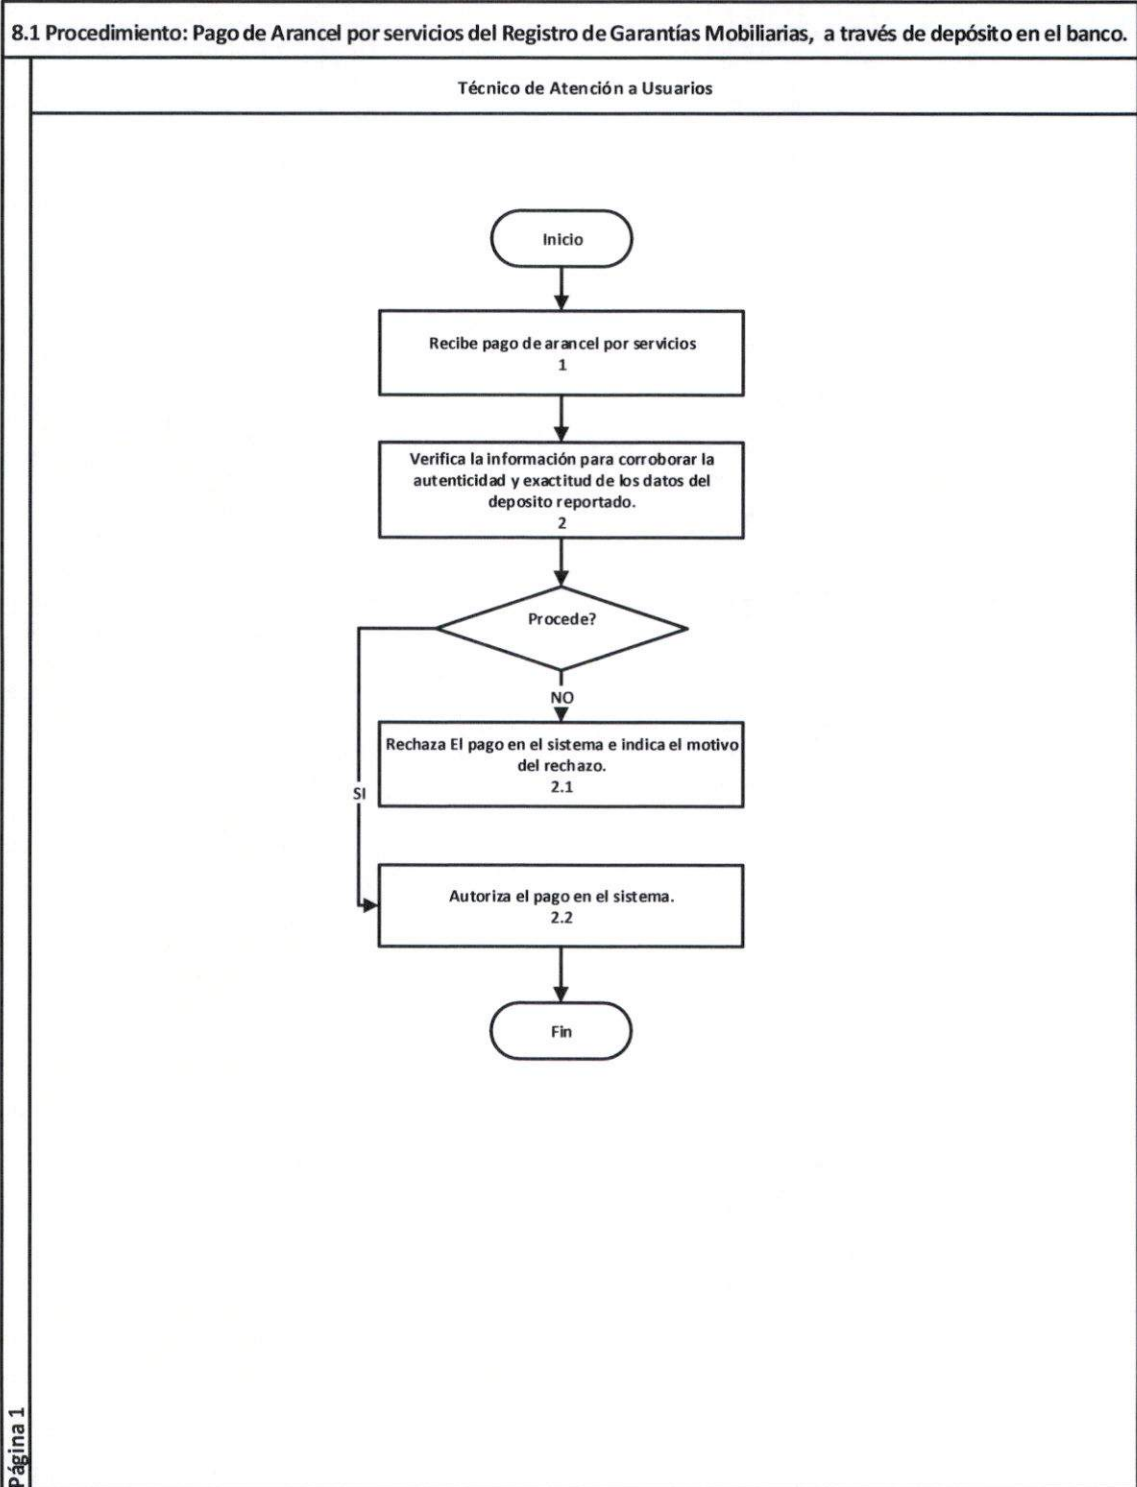 8.1 Procedimiento: Pago de Arancel por servicios del Registro de Garantías Mobiliarias, a través de depósito en el banco.
Técnico de Atención a Usuarios
Inicio
Recibe pago de arancel por servicios
1
Verifica la información para corroborar la
autenticidad y exactitud de los datos del
deposito reportado.
2
Procede?
NO
Rechaza El pago en el sistema e indica el motivo
del rechazo.
2.1
SI
Autoriza el pago en el sistema.
2.2
Fin
Página 1